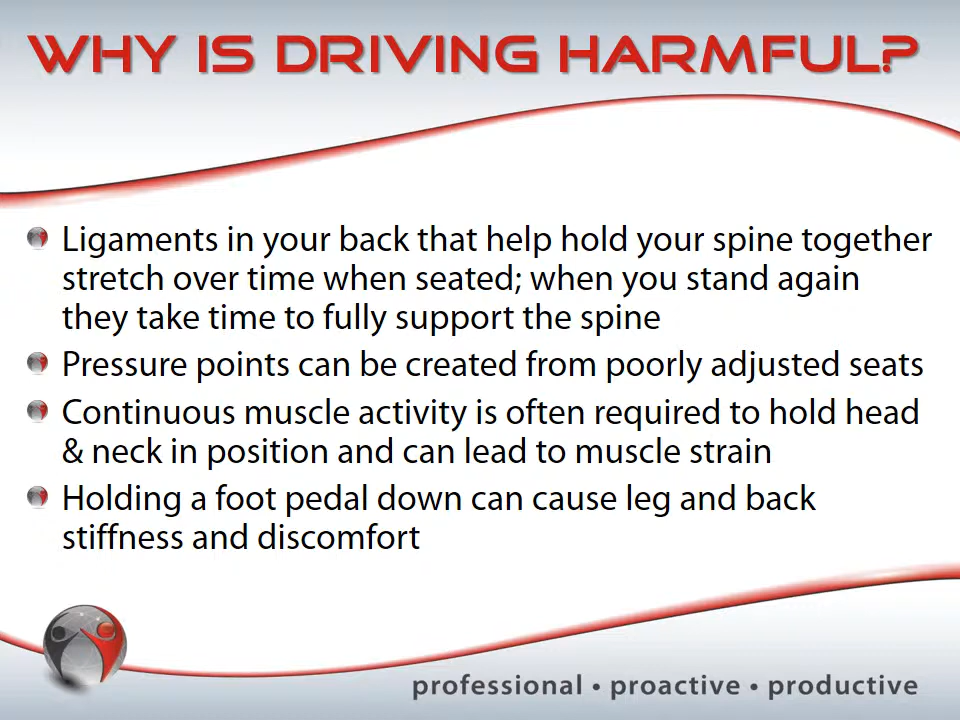 WHY IS DRIVING HARMFUL?
Ligaments in your back that help hold your spine together
stretch over time when seated; when you stand again
they take time to fully support the spine
Pressure points can be created from poorly adjusted seats
Continuous muscle activity is often required to hold head
& neck in position and can lead to muscle strain
Holding a foot pedal down can cause leg and back
stiffness and discomfort
professional • proactive • productive